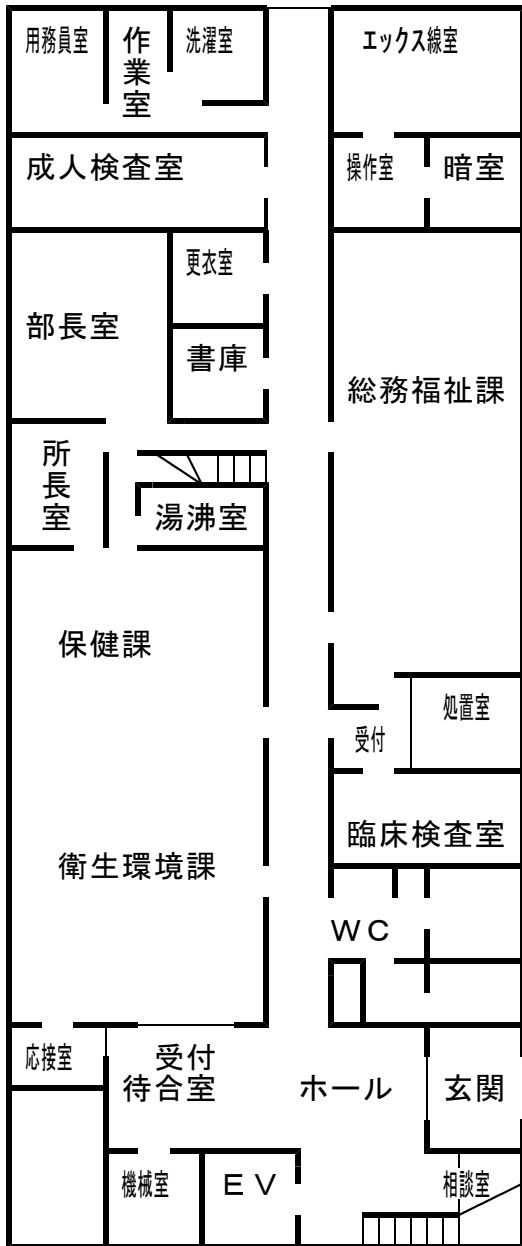 用務員室
作業室
洗濯室
エックス線室
成人検査室
操作室
暗室
更衣室
部長室
書庫
総務福祉課
所長室
湯沸室
保健課
処置室
受付
臨床検査室
衛生環境課
ＷＣ
応接室
受付
待合室
ホール
玄関
機械室
ＥＶ
相談室